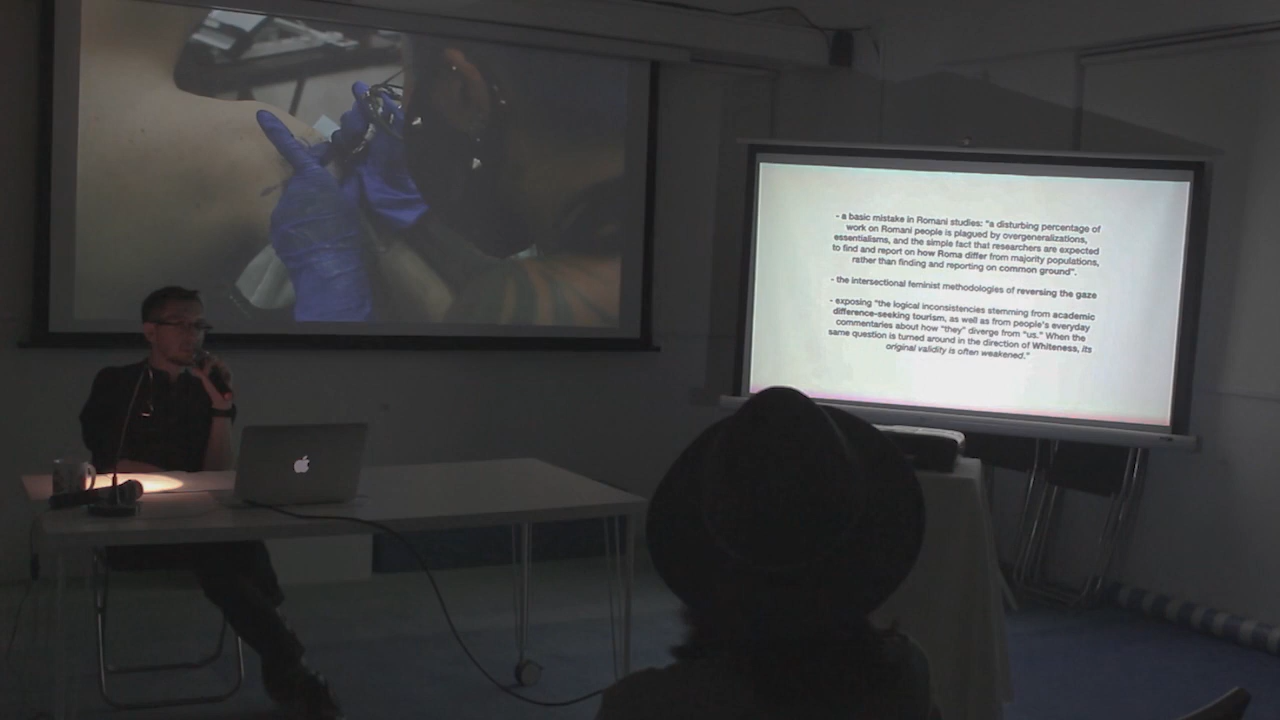 - a basic mistake in Romani studies: "a disturbing percentage of
work on Romani people is plagued by overgeneralizations,
essentialisms, and the simple fact that researchers are expected
to find and report on how Roma differ from majority populations,
rather than finding and reporting on common ground".
- the intersectional feminist methodologies of reversing the gaze
- exposing "the logical inconsistencies stemming from academic
difference-seeking tourism, as well as from people's everyday
commentaries about how "they" diverge from "us." When the
same question is turned around in the direction of Whiteness, its
original validity is often weakened."